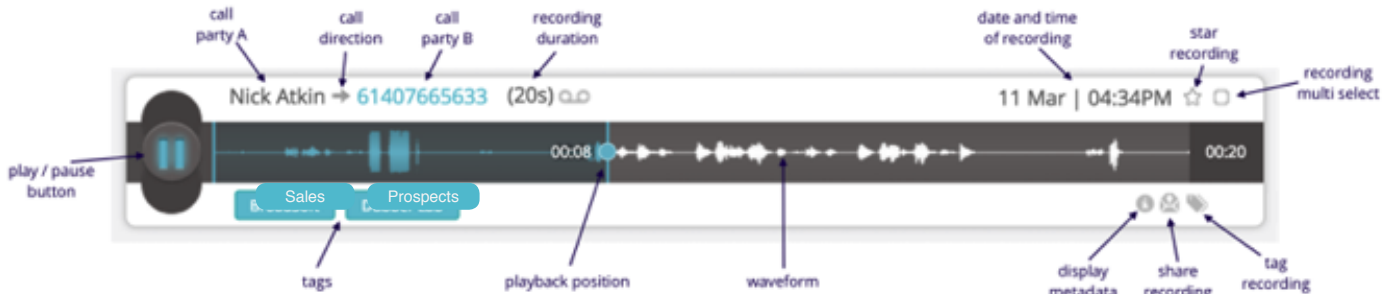 call
party A
call
direction
call
party B
recording
duration
date and time
of recording
star
recording
recording
multi select
Nick Atkin 61407665633 (20s)
11 Mar | 04:34PM
00:08
00:20
play / pause
button
Sales
Prospects
tags
playback position
waveform
display
metadata
share
recording
tag
recording